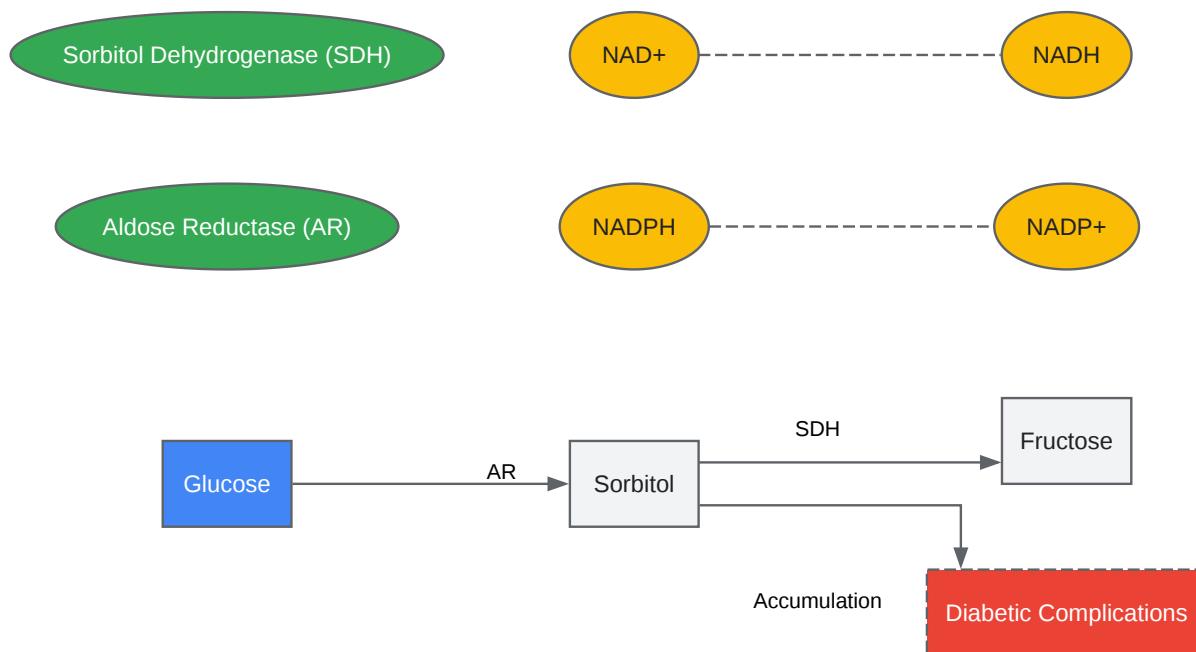 Sorbitol Dehydrogenase (SDH)
NAD+
NADH
Aldose Reductase (AR)
NADPH
NADP+
SDH
Fructose
Glucose
AR
Sorbitol
Accumulation
Diabetic Complications